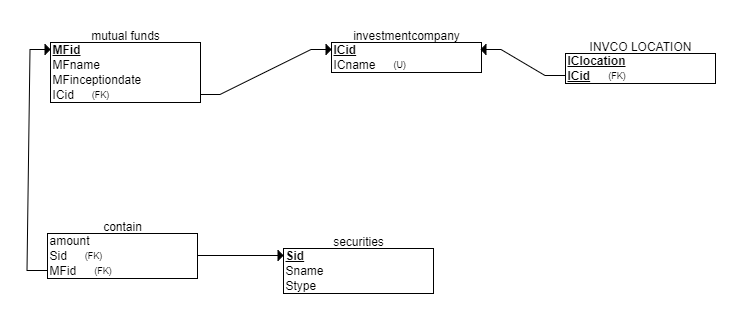 mutual funds
MFid
MFname
MFinceptiondate
ICid (FK)
investmentcompany
ICid
ICname (U)
INVCO LOCATION
IClocation
ICid (FK)
contain
amount
Sid (FK)
MFid (FK)
securities
Sid
Sname
Stype